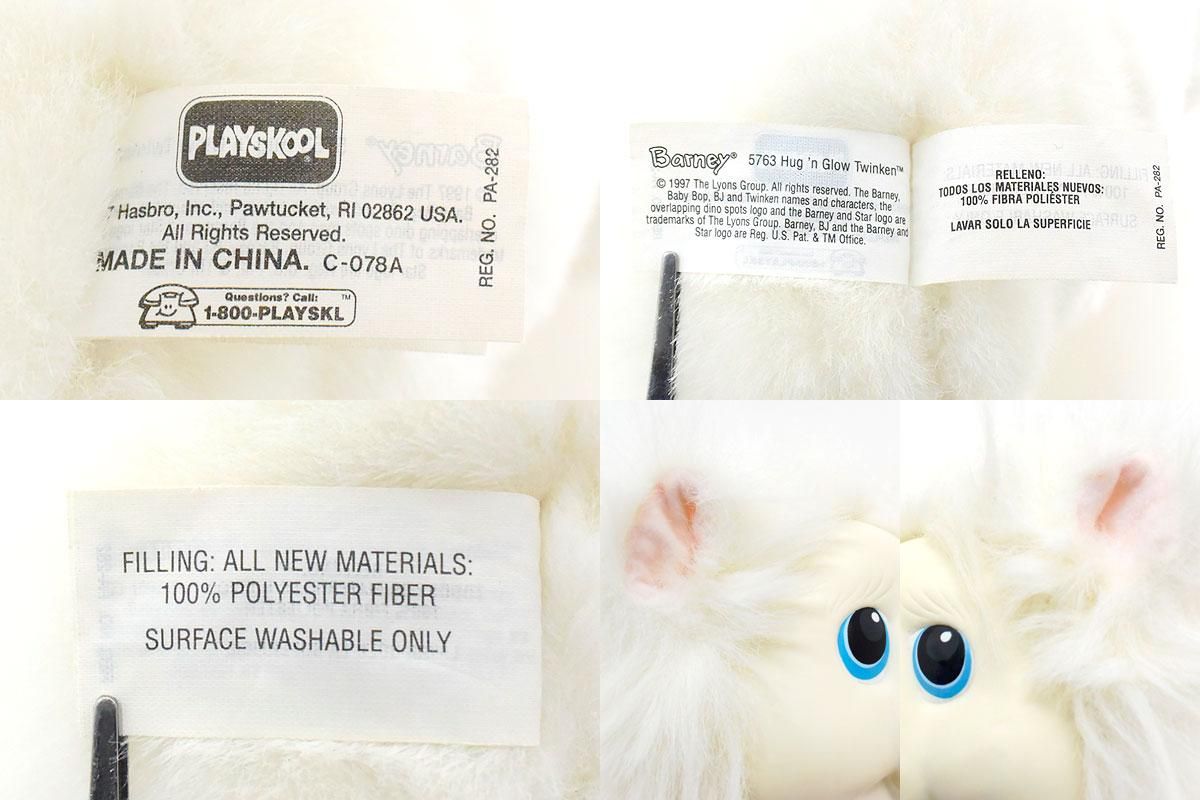 PLAYSKOOL
7 Hasbro, Inc., Pawtucket, RI 02862 USA.
All Rights Reserved.
MADE IN CHINA. C-078A
Questions? Call:
1-800-PLAYSKL™
REG. NO. PA-282
Barney® 5763 Hug 'n Glow Twinken™
© 1997 The Lyons Group. All rights reserved. The Barney,
Baby Bop, BJ and Twinken names and characters, the
overlapping dino spots logo and the Barney and Star logo are
trademarks of The Lyons Group. Barney, BJ and the Barney and
Star logo are Reg. U.S. Pat. & TM Office.
RELLENO:
TODOS LOS MATERIALES NUEVOS:
100% FIBRA POLIÉSTER
LAVAR SOLO LA SUPERFICIE
REG. NO. PA-282
FILLING: ALL NEW MATERIALS:
100% POLYESTER FIBER
SURFACE WASHABLE ONLY